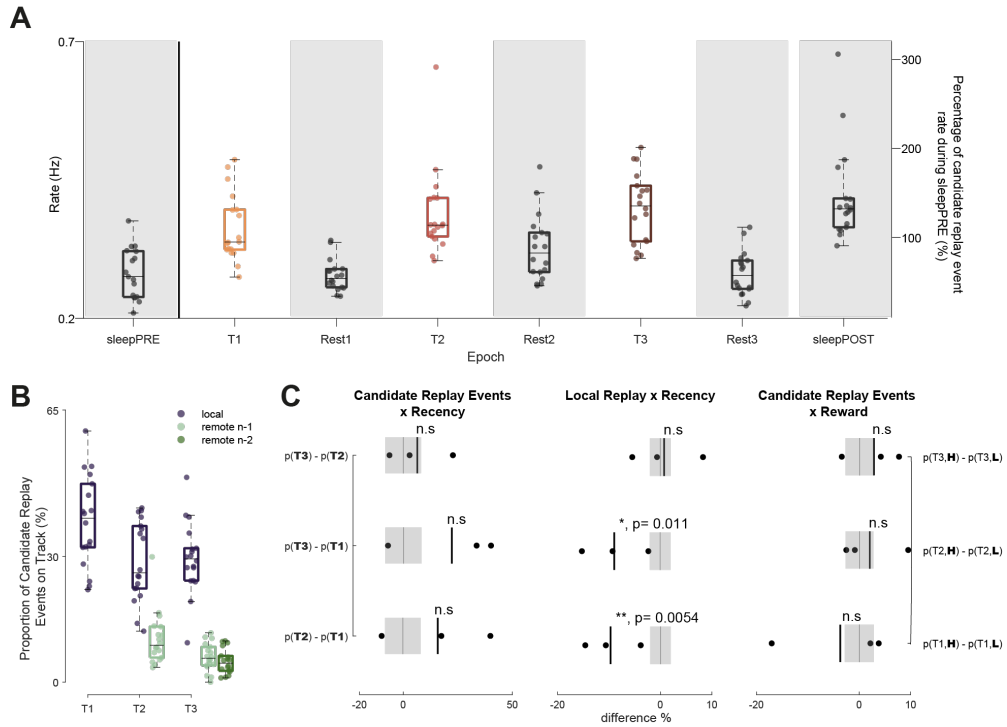 A
0.7
0.2
Rate (Hz)
300
200
100
Percentage of candidate replay event
rate during sleepPRE (%)
sleepPRE
T1
Rest1
T2
Rest2
T3
Rest3
sleepPOST
Epoch
B
65
30
0
Proportion of Candidate Replay
Events on Track (%)
local
remote n-1
remote n-2
T1
T2
T3
C
Candidate Replay Events
x Recency
Local Replay x Recency
Candidate Replay Events
x Reward
n.s
n.s
n.s
p(T3) - p(T2)
p(T3,H) - p(T3,L)
n.s
*, p= 0.011
n.s
p(T3) - p(T1)
p(T2,H) - p(T2,L)
n.s
**, p= 0.0054
n.s
p(T2) - p(T1)
p(T1,H) - p(T1,L)
-20
0
50
-10
0
10
-20
0
10
difference %